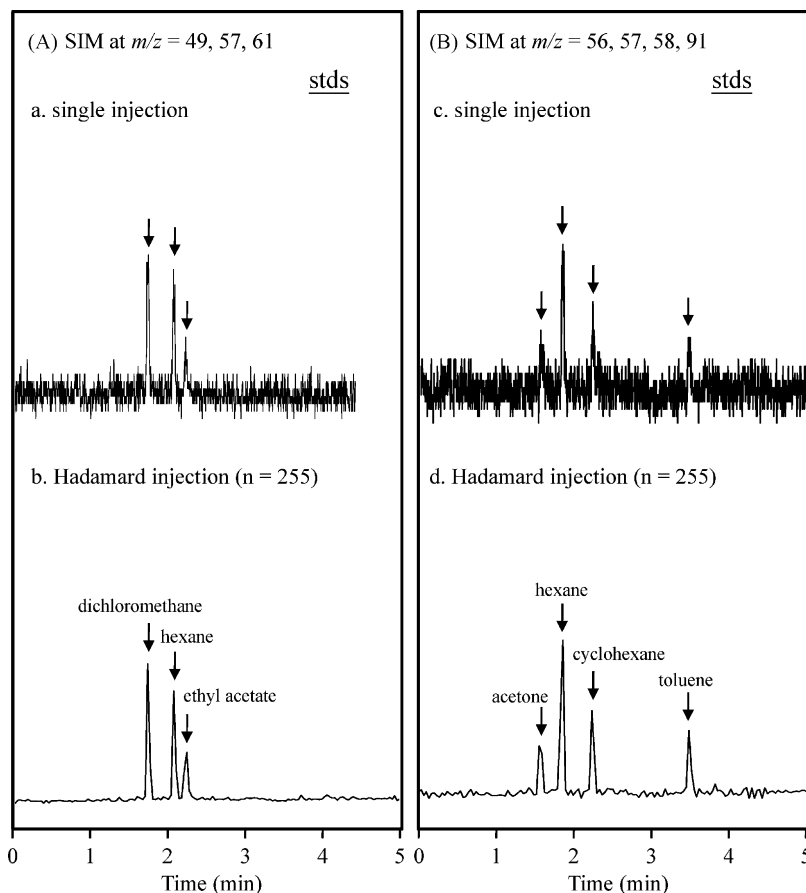 (A) SIM at m/z = 49, 57, 61
stds
a. single injection
b. Hadamard injection (n = 255)
dichloromethane
hexane
ethyl acetate
0 1 2 3 4 5
Time (min)
(B) SIM at m/z = 56, 57, 58, 91
stds
c. single injection
d. Hadamard injection (n = 255)
hexane
cyclohexane
acetone
toluene
0 1 2 3 4 5
Time (min)